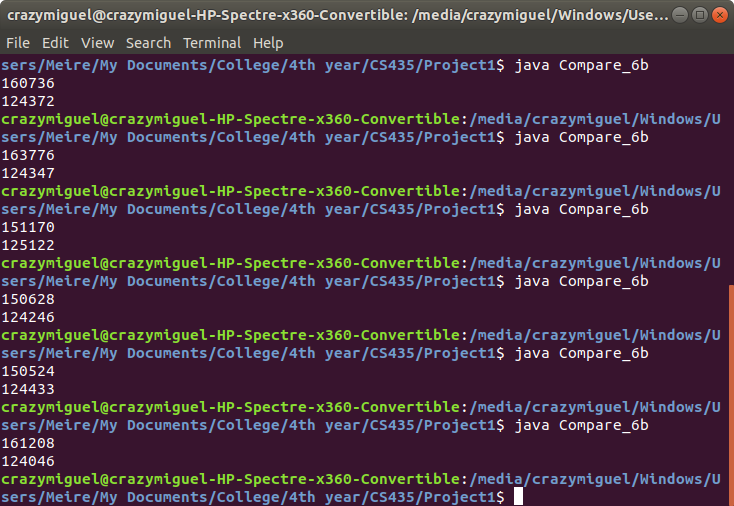 crazymiguel@crazymiguel-HP-Spectre-x360-Convertible: /media/crazymiguel/Windows/Use...
File Edit View Search Terminal Help
sers/Meire/My Documents/College/4th year/CS435/Project1$ java Compare_6b
160736
124372
crazymiguel@crazymiguel-HP-Spectre-x360-Convertible:/media/crazymiguel/Windows/U
sers/Meire/My Documents/College/4th year/CS435/Project1$ java Compare_6b
163776
124347
crazymiguel@crazymiguel-HP-Spectre-x360-Convertible:/media/crazymiguel/Windows/U
sers/Meire/My Documents/College/4th year/CS435/Project1$ java Compare_6b
151170
125122
crazymiguel@crazymiguel-HP-Spectre-x360-Convertible:/media/crazymiguel/Windows/U
sers/Meire/My Documents/College/4th year/CS435/Project1$ java Compare_6b
150628
124246
crazymiguel@crazymiguel-HP-Spectre-x360-Convertible:/media/crazymiguel/Windows/U
sers/Meire/My Documents/College/4th year/CS435/Project1$ java Compare_6b
150524
124433
crazymiguel@crazymiguel-HP-Spectre-x360-Convertible:/media/crazymiguel/Windows/U
sers/Meire/My Documents/College/4th year/CS435/Project1$ java Compare_6b
161208
124046
crazymiguel@crazymiguel-HP-Spectre-x360-Convertible:/media/crazymiguel/Windows/U
sers/Meire/My Documents/College/4th year/CS435/Project1$